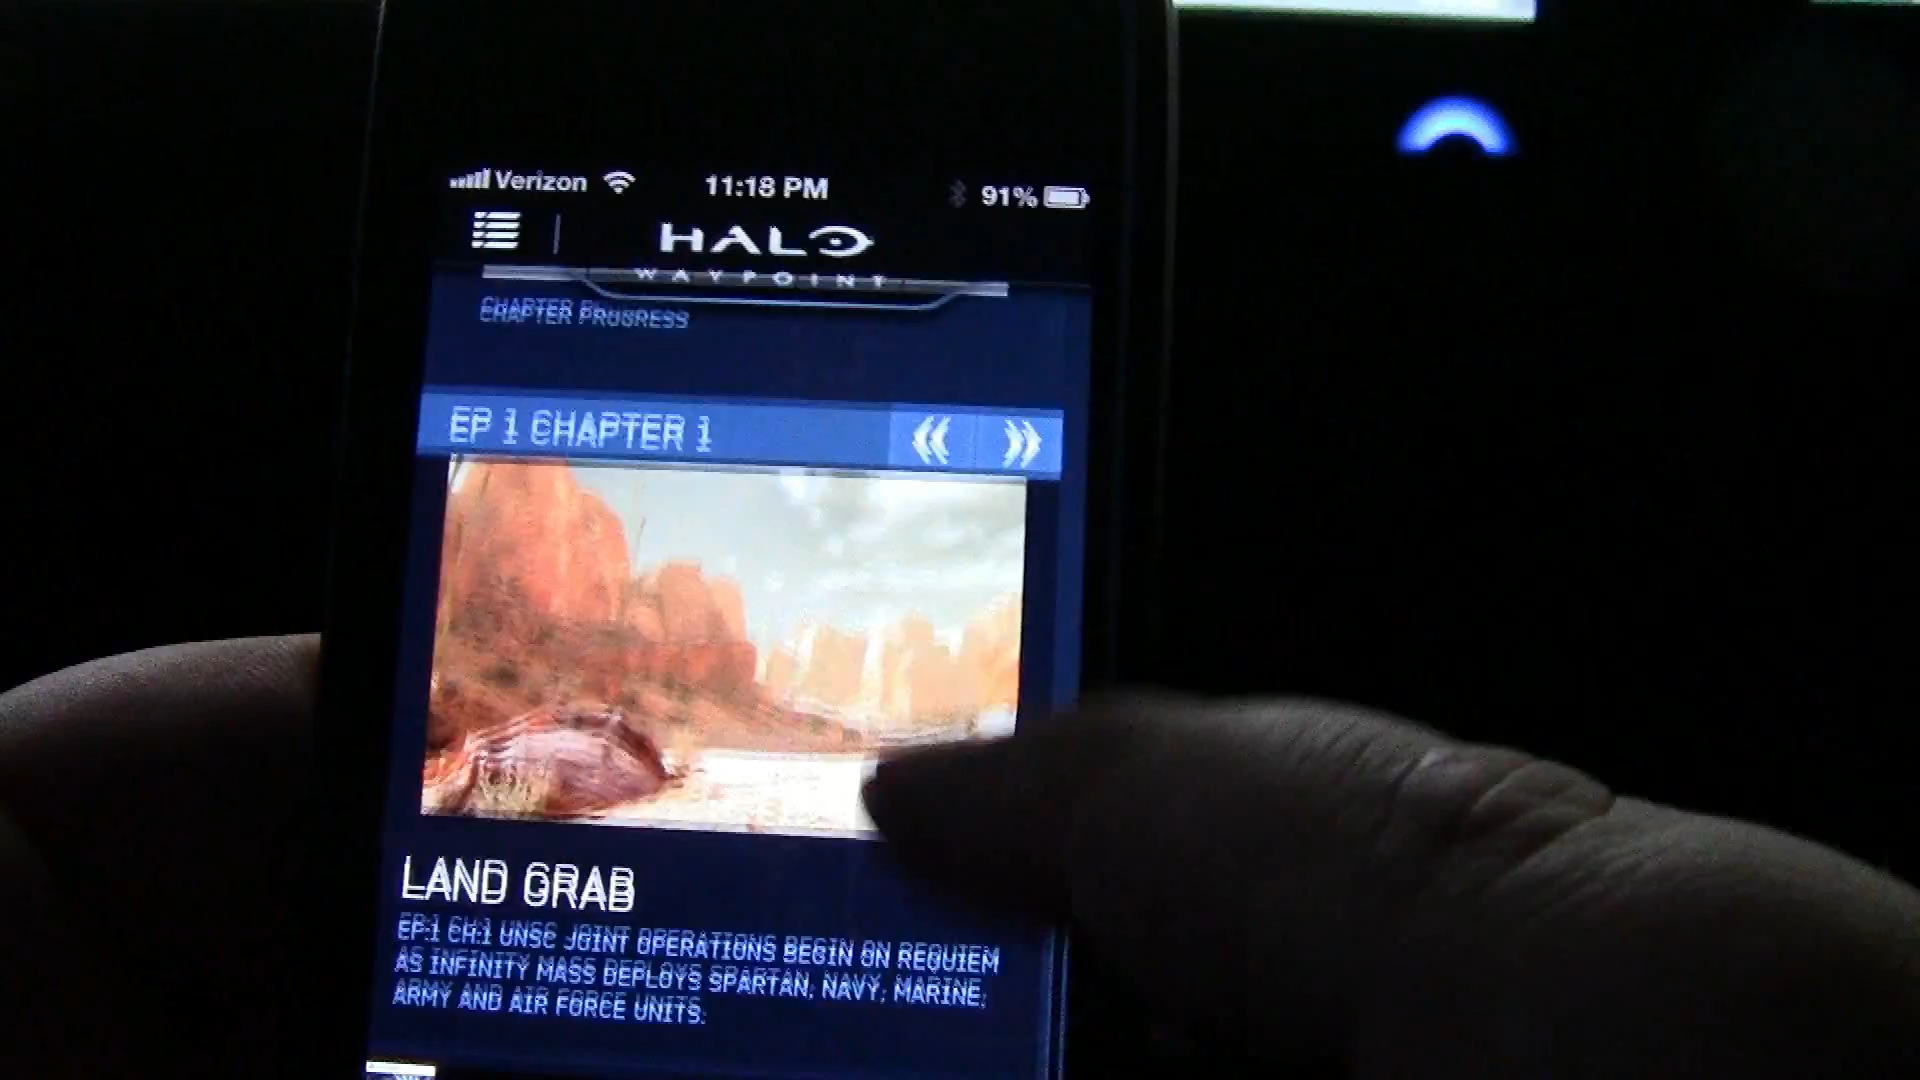 Verizon 11:18 PM 91%
HALO
WAYPOINT
CHAPTER PROGRESS
EP 1 CHAPTER 1
LAND GRAB
EP:1 CH:1 UNSC JOINT OPERATIONS BEGIN ON REQUIEM
AS INFINITY MASS DEPLOYS SPARTAN, NAVY, MARINE,
ARMY AND AIR FORCE UNITS.